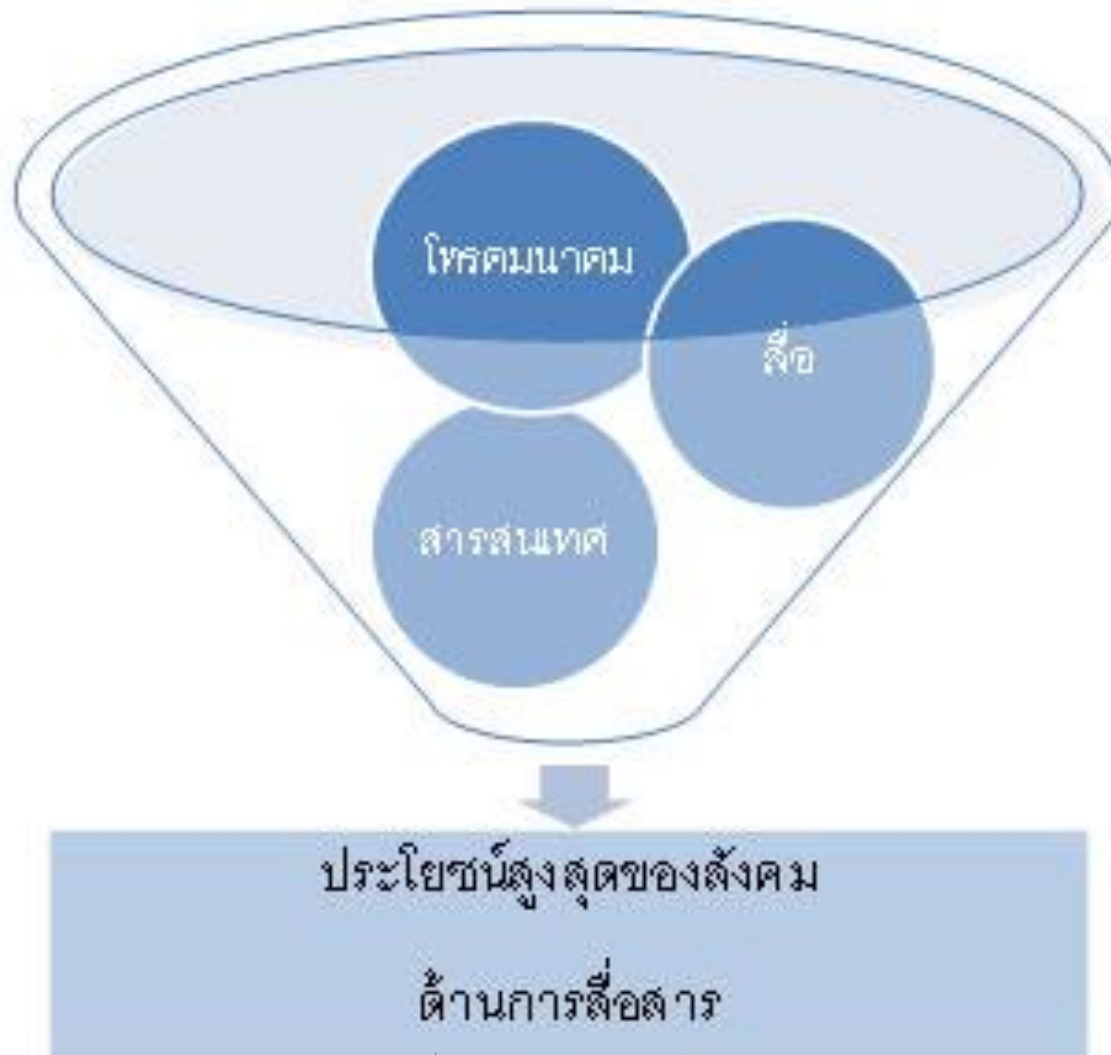 โทรคมนาคม
สื่อ
สารสนเทศ
ประโยชน์สูงสุดของสังคม
ด้านการสื่อสาร